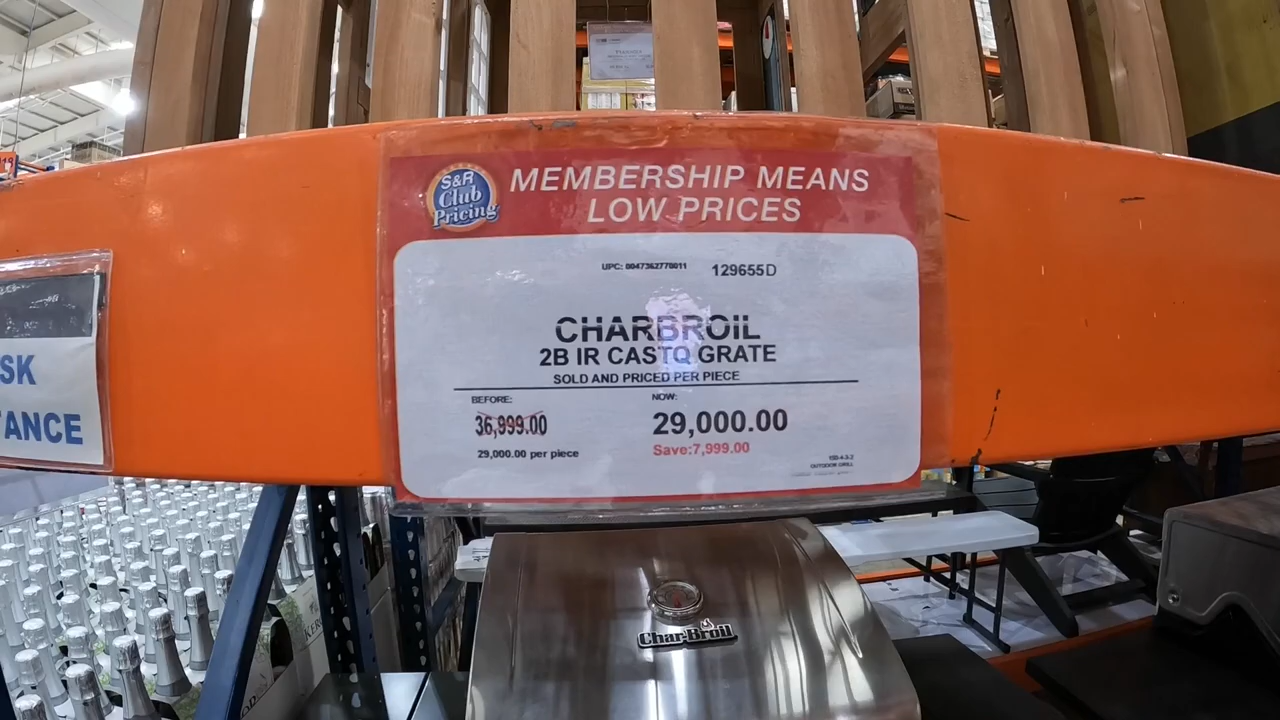 S&R
Club
Pricing
MEMBERSHIP MEANS
LOW PRICES
UPC: 0047362770011 129655D
CHARBROIL
2B IR CASTQ GRATE
SOLD AND PRICED PER PIECE
BEFORE: NOW:
36,999.00 29,000.00
29,000.00 per piece Save:7,999.00
OUTDOOR GRILL
SK
ANCE
Char-Broil